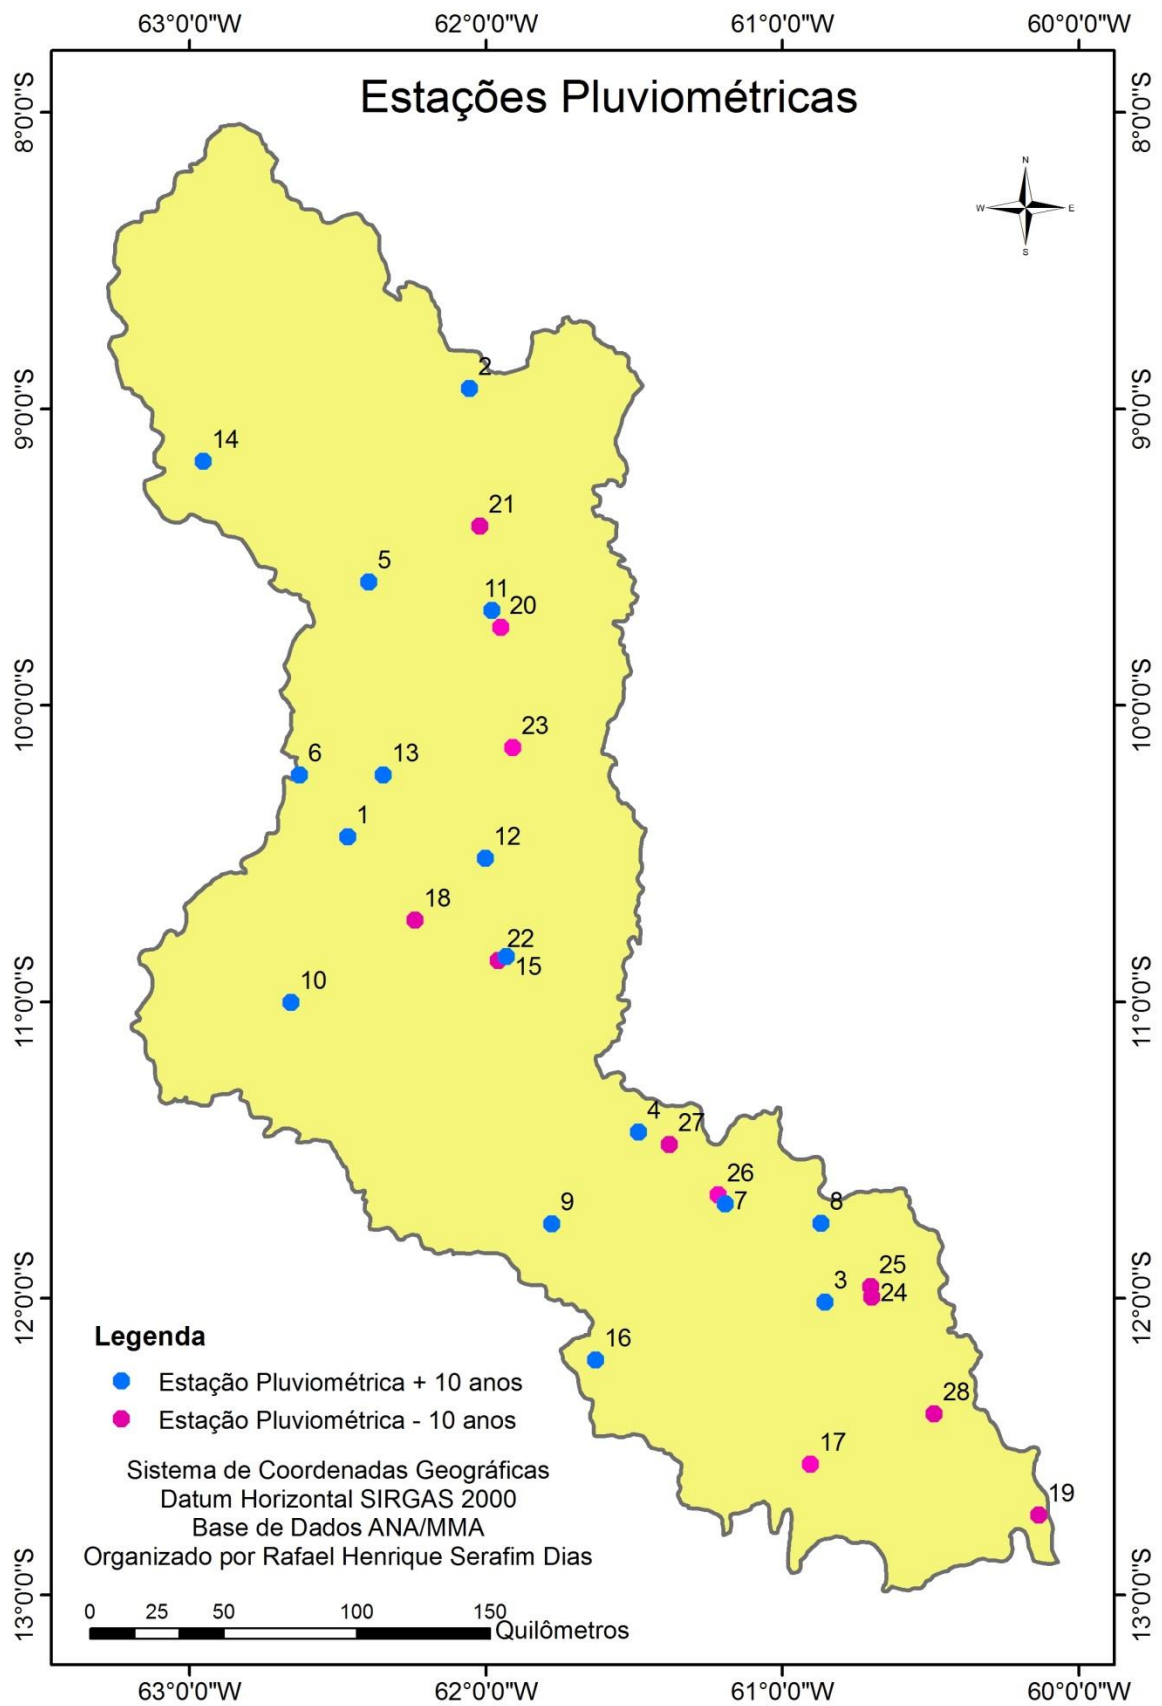 63°0'0"W 62°0'0"W 61°0'0"W 60°0'0"W
Estações Pluviométricas
8°0'0"S 8°0'0"S
N
W E
S
2
9°0'0"S 9°0'0"S
14
21
5
11
20
10°0'0"S 10°0'0"S
23
6 13
1
12
18
22
15
10
11°0'0"S 11°0'0"S
4
27
26
7
9 8
25
3 24
12°0'0"S 12°0'0"S
16
Legenda
Estação Pluviométrica + 10 anos
28
Estação Pluviométrica - 10 anos
17
Sistema de Coordenadas Geográficas
19
Datum Horizontal SIRGAS 2000
Base de Dados ANA/MMA
Organizado por Rafael Henrique Serafim Dias
13°0'0"S 13°0'0"S
0 25 50 100 150
Quilômetros
63°0'0"W 62°0'0"W 61°0'0"W 60°0'0"W